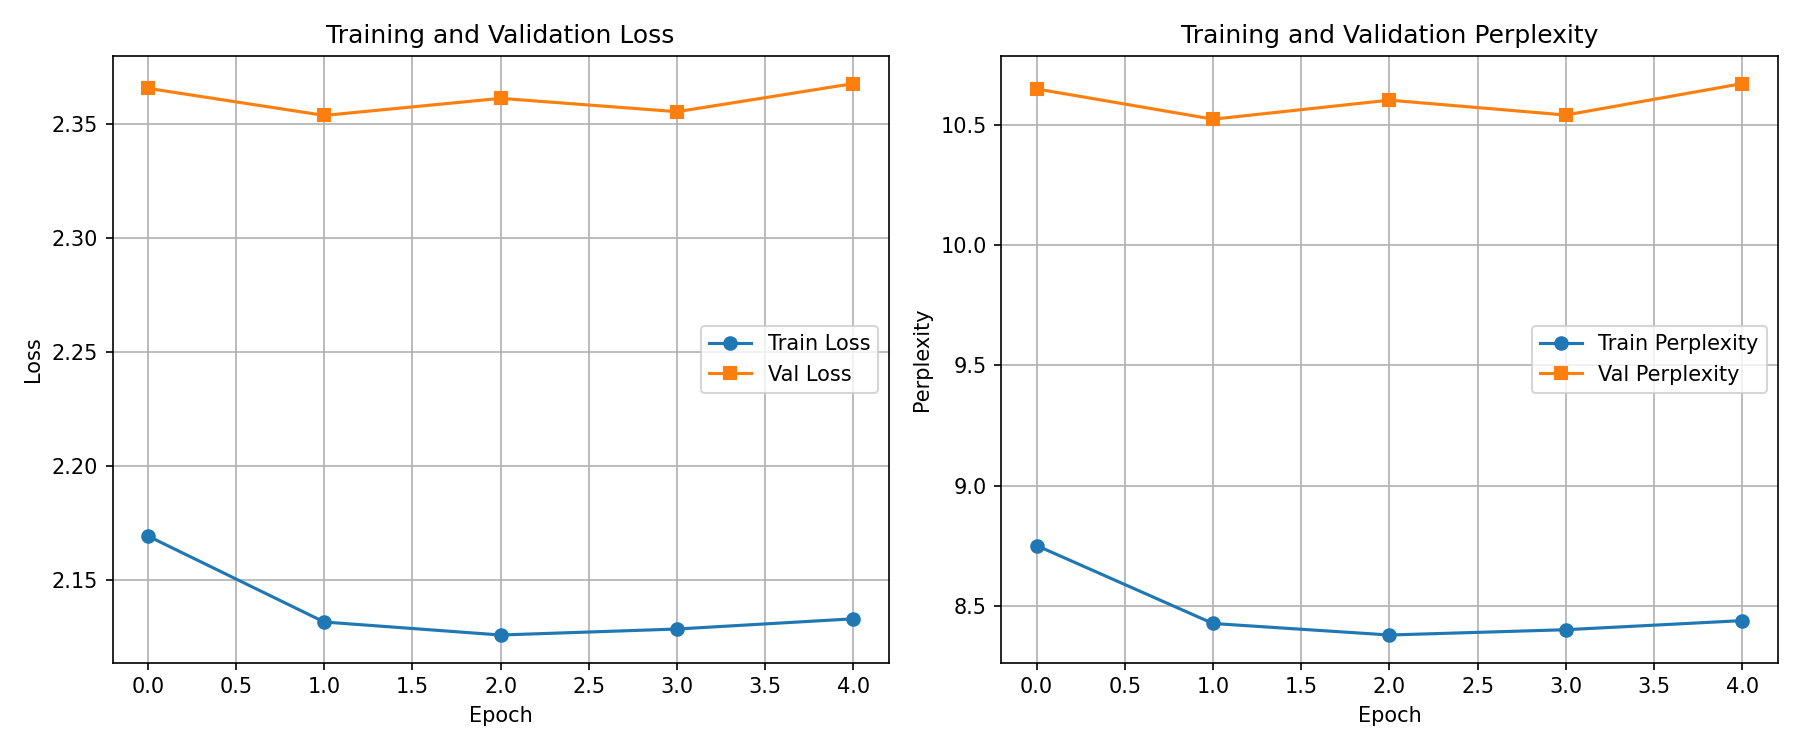 Training and Validation Loss
Loss
2.35
2.30
2.25
2.20
2.15
0.0 0.5 1.0 1.5 2.0 2.5 3.0 3.5 4.0
Epoch
Train Loss
Val Loss
Training and Validation Perplexity
Perplexity
10.5
10.0
9.5
9.0
8.5
0.0 0.5 1.0 1.5 2.0 2.5 3.0 3.5 4.0
Epoch
Train Perplexity
Val Perplexity